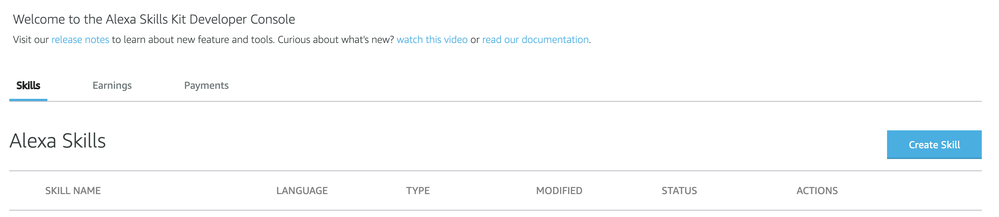 Welcome to the Alexa Skills Kit Developer Console
Visit our release notes to learn about new feature and tools. Curious about what's new? watch this video or read our documentation.
Skills Earnings Payments
Alexa Skills
Create Skill
SKILL NAME LANGUAGE TYPE MODIFIED STATUS ACTIONS